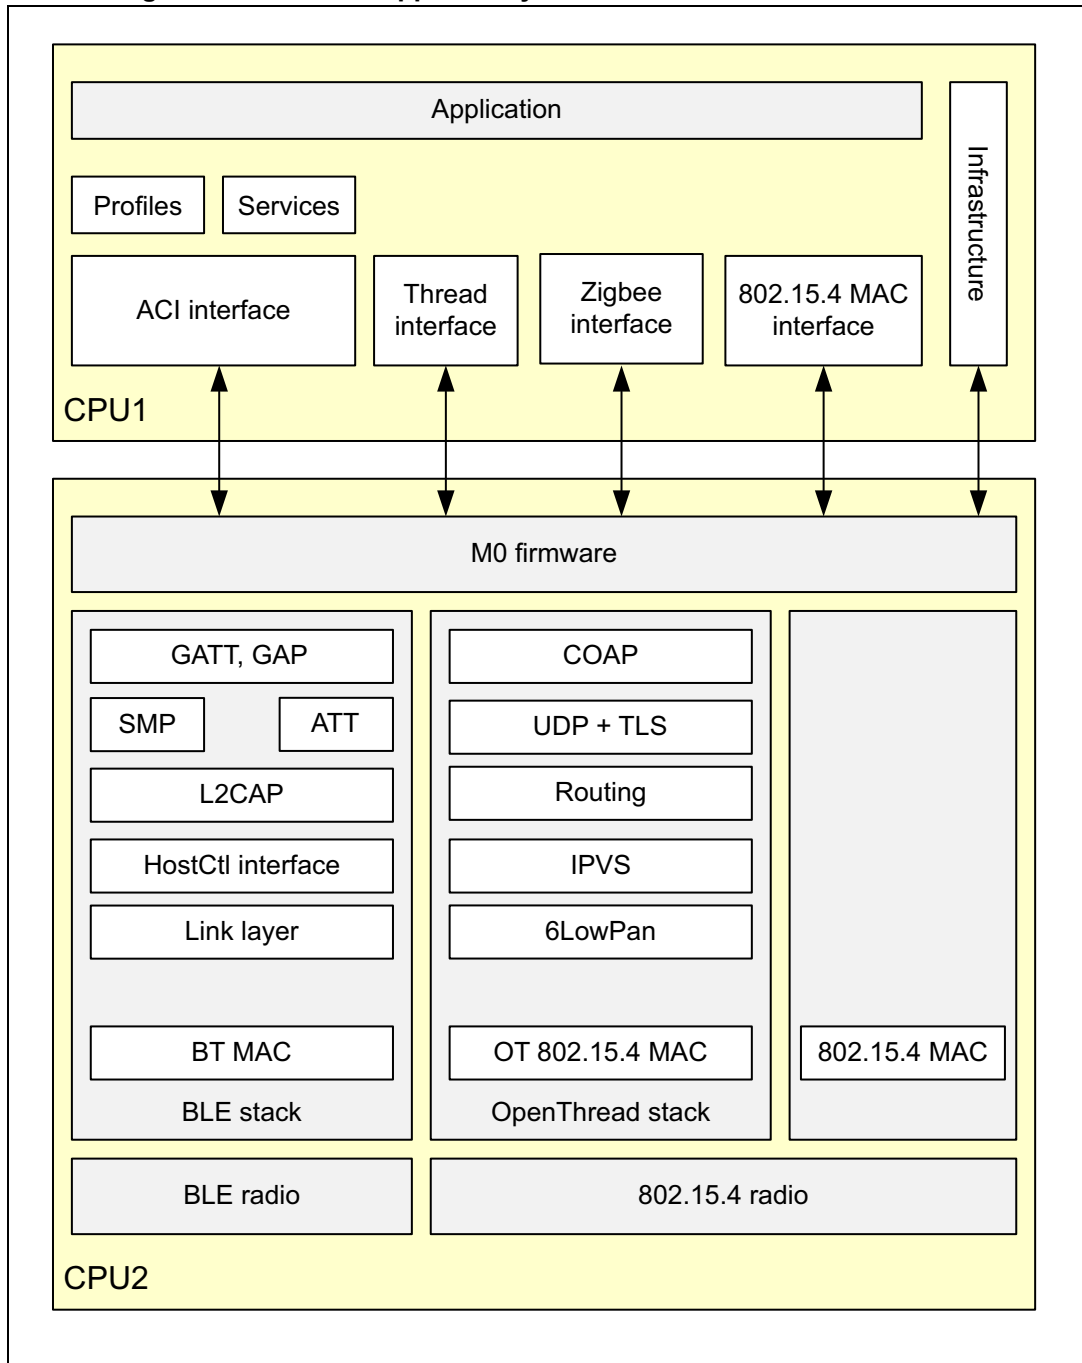 Application
Infrastructure
Profiles
Services
ACI interface
Thread
interface
Zigbee
interface
802.15.4 MAC
interface
CPU1
M0 firmware
GATT, GAP
SMP
ATT
L2CAP
HostCtl interface
Link layer
BT MAC
BLE stack
COAP
UDP + TLS
Routing
IPVS
6LowPan
OT 802.15.4 MAC
OpenThread stack
802.15.4 MAC
BLE radio
802.15.4 radio
CPU2